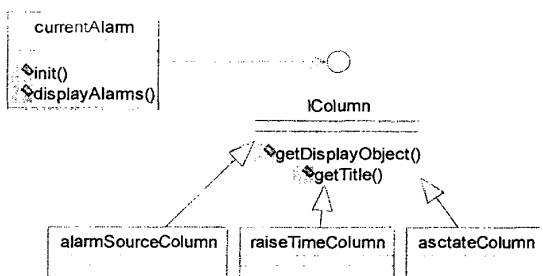 currentAlarm
init()
displayAlarms()
IColumn
getDisplayObject()
getTitle()
alarmSourceColumn
raiseTimeColumn
asctateColumn